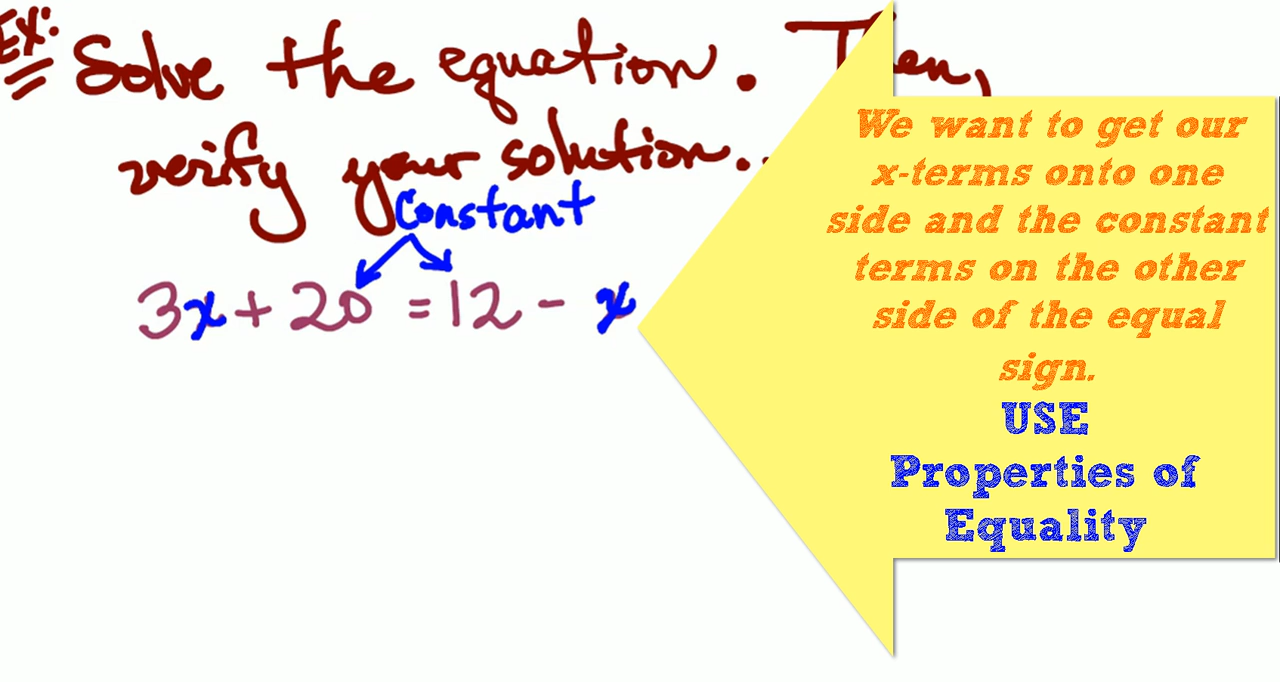 EX: Solve the equation. Then,
verify your solution..
Constant
3x + 20 = 12 - x
We want to get our
x-terms onto one
side and the constant
terms on the other
side of the equal
sign.
USE
Properties of
Equality